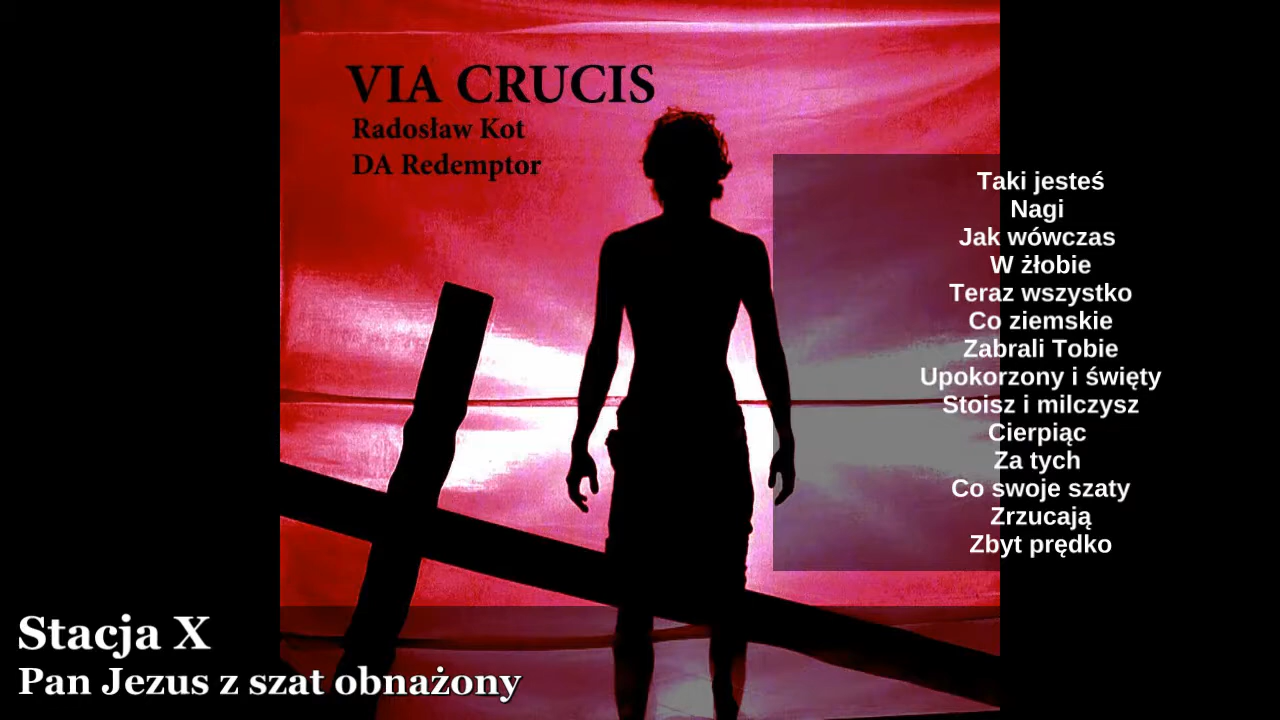 VIA CRUCIS
Radosław Kot
DA Redemptor
Taki jesteś
Nagi
Jak wówczas
W żłobie
Teraz wszystko
Co ziemskie
Zabrali Tobie
Upokorzony i święty
Stoisz i milczysz
Cierpiąc
Za tych
Co swoje szaty
Zrzucają
Zbyt prędko
Stacja X
Pan Jezus z szat obnażony